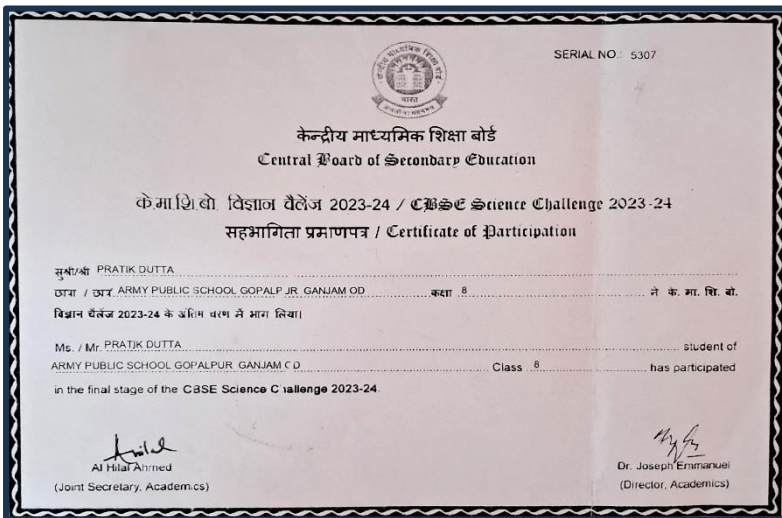 SERIAL NO.: 5307
भारत
केन्द्रीय माध्यमिक शिक्षा बोर्ड
Central Board of Secondary Education
के.मा.शि.बो. विज्ञान चैलेंज 2023-24 / CBSE Science Challenge 2023-24
सहभागिता प्रमाणपत्र / Certificate of Participation
सुश्री/श्री PRATIK DUTTA
छात्रा / छात्र ARMY PUBLIC SCHOOL GOLPALP JR GANJAM OD कक्षा 8 ने के. मा. शि. बो.
विज्ञान चैलेंज 2023-24 के अंतिम चरण में भाग लिया।
Ms. / Mr. PRATIK DUTTA student of
ARMY PUBLIC SCHOOL GOPALPUR GANJAM OD Class 8 has participated
in the final stage of the CBSE Science Challenge 2023-24.
Al Hilal Ahmed
(Joint Secretary, Academics)
Dr. Joseph Emmanuel
(Director, Academics)